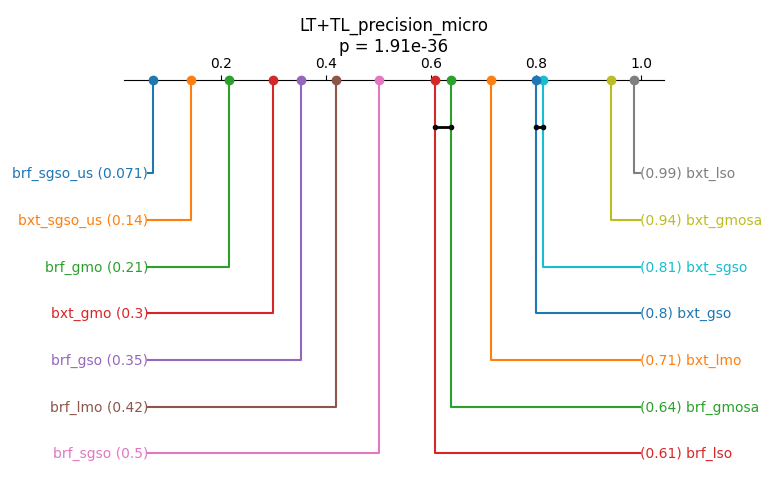 LT+TL_precision_micro
p = 1.91e-36
0.2 0.4 0.6 0.8 1.0
brf_sgso_us (0.071) (0.99) bxt_lso
bxt_sgso_us (0.14) (0.94) bxt_gmosa
brf_gmo (0.21) (0.81) bxt_sgso
bxt_gmo (0.3) (0.8) bxt_gso
brf_gso (0.35) (0.71) bxt_lmo
brf_lmo (0.42) (0.64) brf_gmosa
brf_sgso (0.5) (0.61) brf_lso